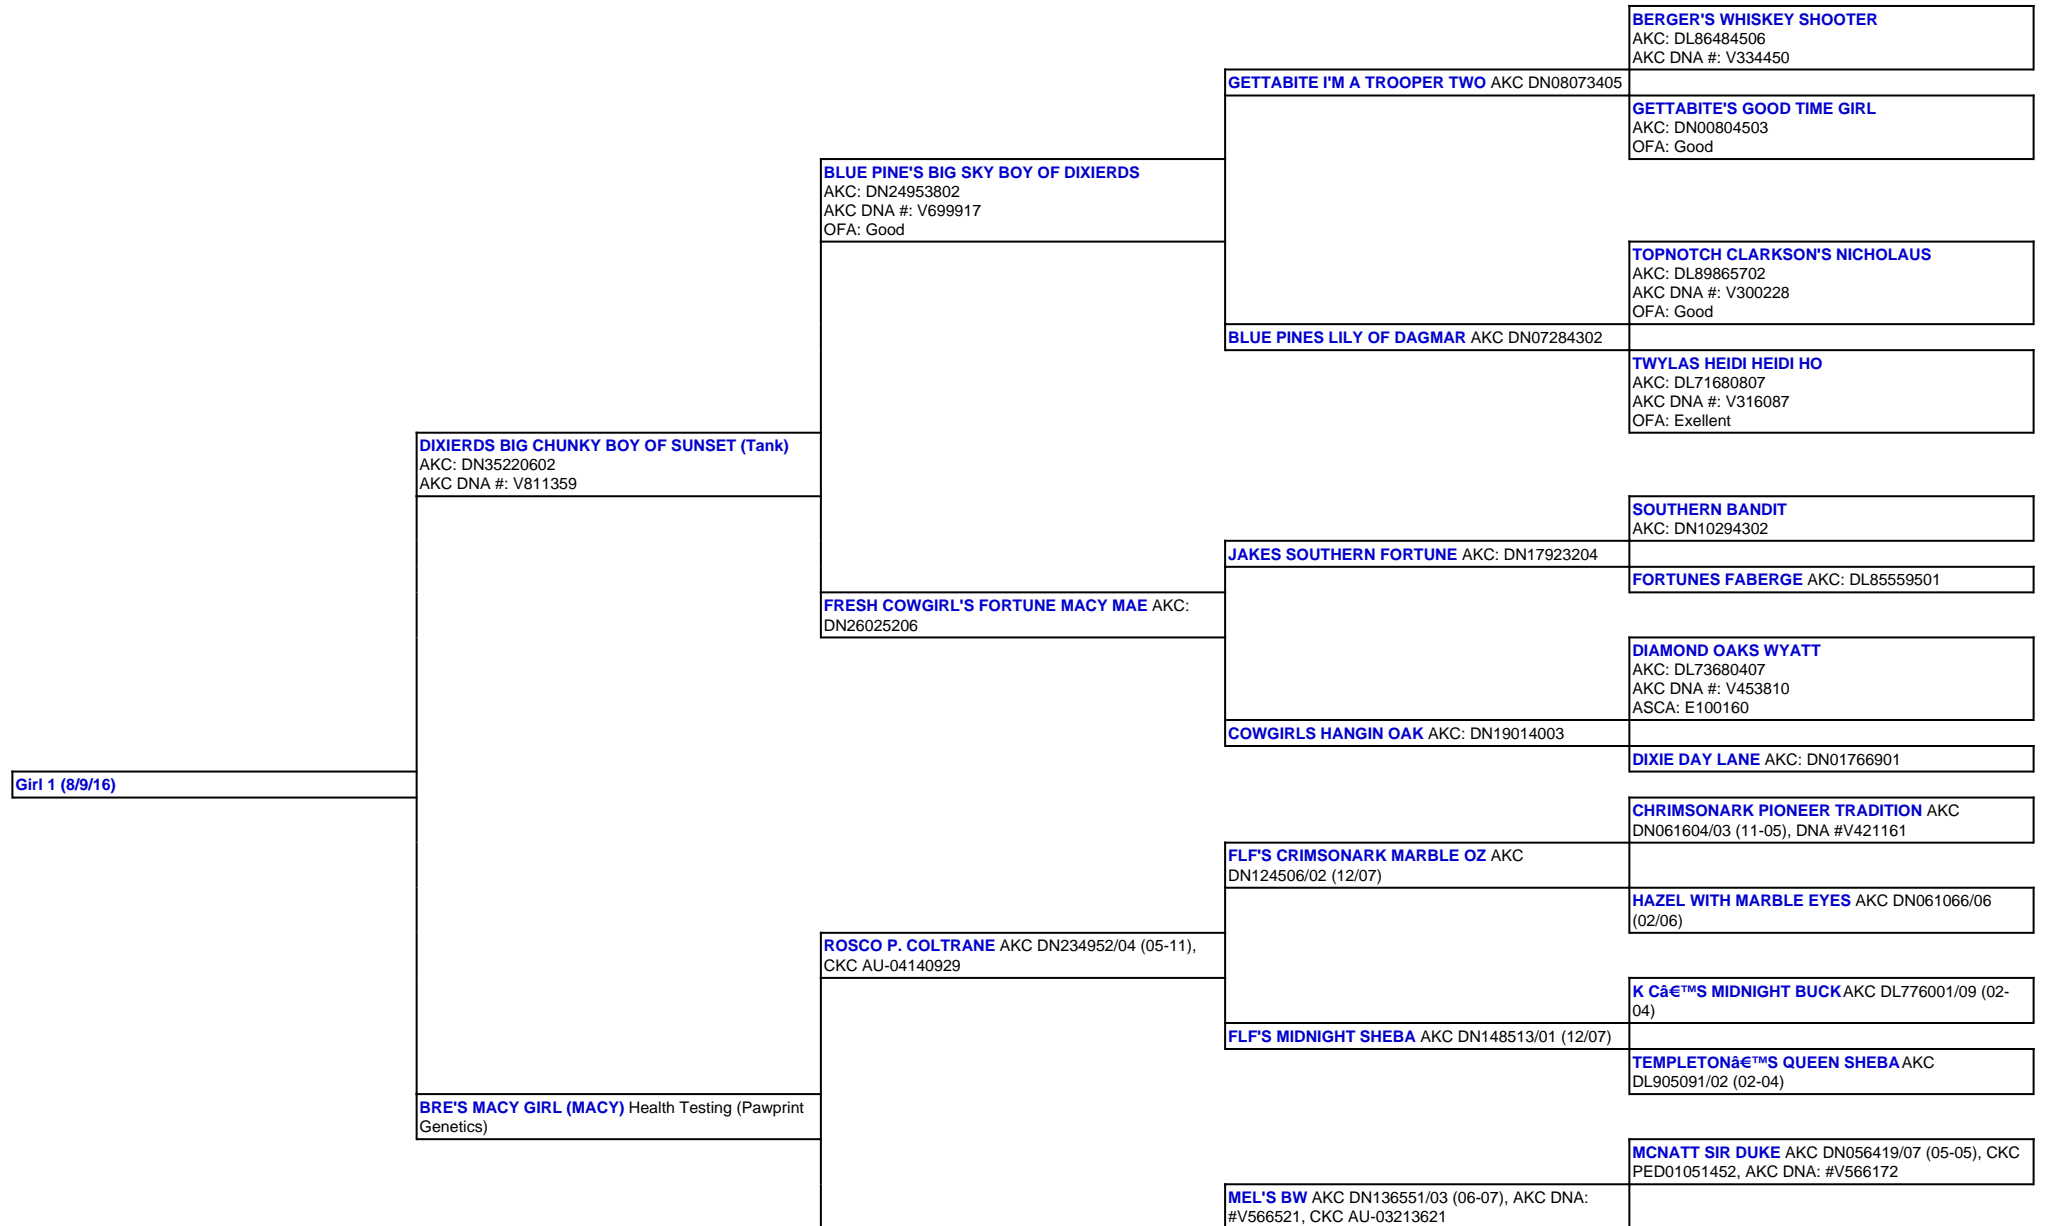 BERGER'S WHISKEY SHOOTER
AKC: DL86484506
AKC DNA #: V334450
GETTABITE I'M A TROOPER TWO AKC DN08073405
GETTABITE'S GOOD TIME GIRL
AKC: DN00804503
OFA: Good
BLUE PINE'S BIG SKY BOY OF DIXIERDS
AKC: DN24953802
AKC DNA #: V699917
OFA: Good
TOPNOTCH CLARKSON'S NICHOLAUS
AKC: DL89865702
AKC DNA #: V300228
OFA: Good
BLUE PINES LILY OF DAGMAR AKC DN07284302
TWYLAS HEIDI HEIDI HO
AKC: DL71680807
AKC DNA #: V316087
OFA: Exellent
DIXIERDS BIG CHUNKY BOY OF SUNSET (Tank)
AKC: DN35220602
AKC DNA #: V811359
SOUTHERN BANDIT
AKC: DN10294302
JAKES SOUTHERN FORTUNE AKC: DN17923204
FORTUNES FABERGE AKC: DL85559501
FRESH COWGIRL'S FORTUNE MACY MAE AKC:
DN26025206
DIAMOND OAKS WYATT
AKC: DL73680407
AKC DNA #: V453810
ASCA: E100160
COWGIRLS HANGIN OAK AKC: DN19014003
DIXIE DAY LANE AKC: DN01766901
Girl 1 (8/9/16)
CHRIMSONARK PIONEER TRADITION AKC
DN061604/03 (11-05), DNA #V421161
FLF'S CRIMSONARK MARBLE OZ AKC
DN124506/02 (12/07)
HAZEL WITH MARBLE EYES AKC DN061066/06
(02/06)
ROSCO P. COLTRANE AKC DN234952/04 (05-11),
CKC AU-04140929
K Câ€™S MIDNIGHT BUCK AKC DL776001/09 (02-
04)
FLF'S MIDNIGHT SHEBA AKC DN148513/01 (12/07)
TEMPLETONâ€™S QUEEN SHEBA AKC
DL905091/02 (02-04)
BRE'S MACY GIRL (MACY) Health Testing (Pawprint
Genetics)
MCNATT SIR DUKE AKC DN056419/07 (05-05), CKC
PED01051452, AKC DNA: #V566172
MEL'S BW AKC DN136551/03 (06-07), AKC DNA:
#V566521, CKC AU-03213621